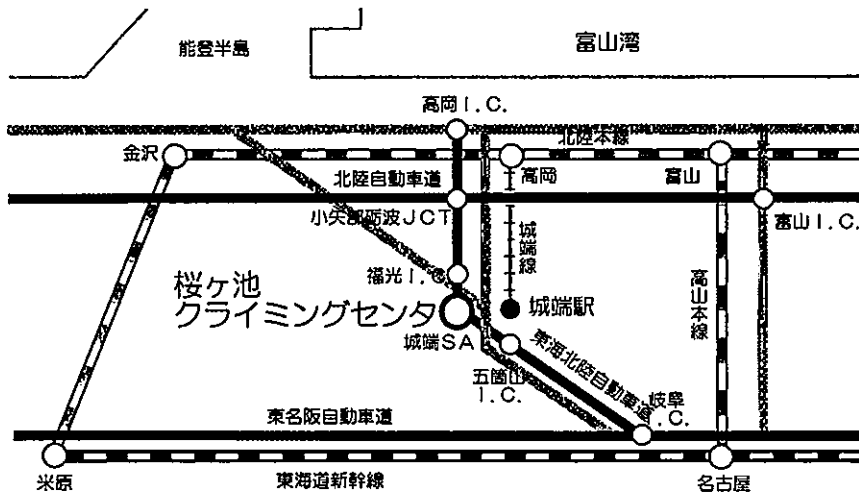 能登半島
富山湾
高岡I.C.
北陸本線
金沢
高岡
富山
北陸自動車道
小矢部砺波JCT
城端線
富山I.C.
福光I.C.
桜ヶ池
クライミングセンタ
城端駅
高山本線
城端SA
東海北陸自動車道
五箇山
I.C.
岐阜
I.C.
東名阪自動車道
米原
東海道新幹線
名古屋